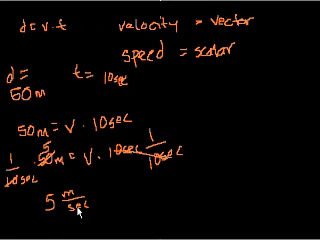 d = v · t velocity = vector
speed = scalar
d = t = 10sec
50m
50m = v · 10sec
1/10sec · 50m = v · 10sec 1/10sec
5
5 m/sec